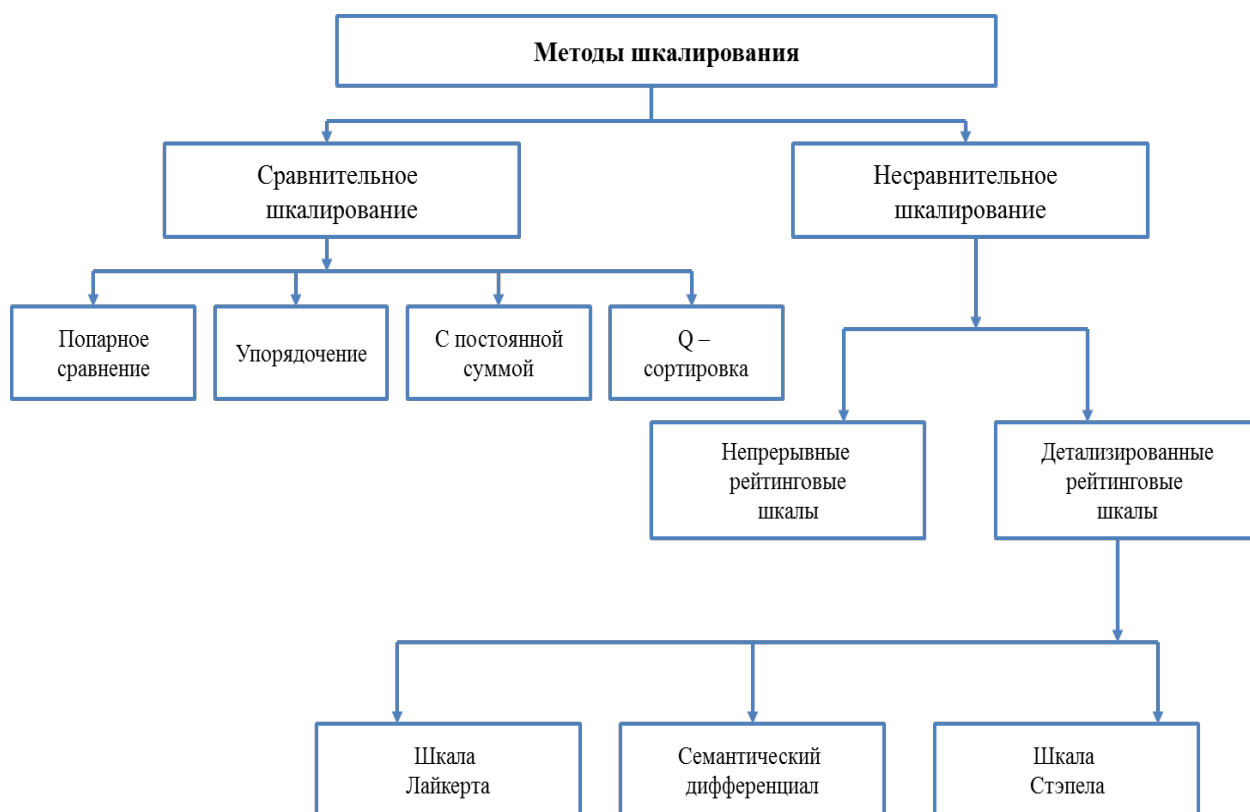 Методы шкалирования
Сравнительное
шкалирование
Несравнительное
шкалирование
Попарное
сравнение
Упорядочение
С постоянной
суммой
Q –
сортировка
Непрерывные
рейтинговые
шкалы
Детализированные
рейтинговые
шкалы
Шкала
Лайкерта
Семантический
дифференциал
Шкала
Стэпела